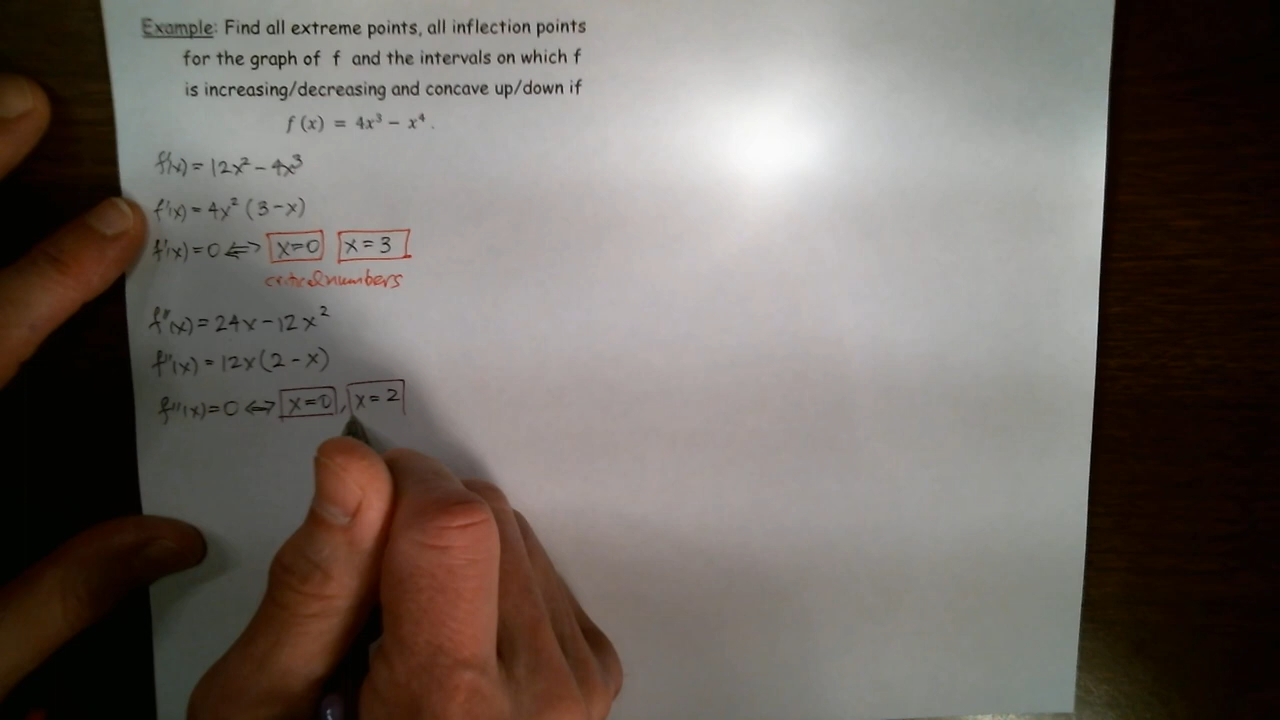 Example: Find all extreme points, all inflection points
for the graph of f and the intervals on which f
is increasing/decreasing and concave up/down if
f (x) = 4x³ − x⁴ .
f'(x) = 12x² − 4x³
f'(x) = 4x² (3−x)
f'(x) = 0 ⟺ x=0 x=3
critical numbers
f''(x) = 24x − 12x²
f''(x) = 12x(2−x)
f''(x) = 0 ⟺ x=0, x=2